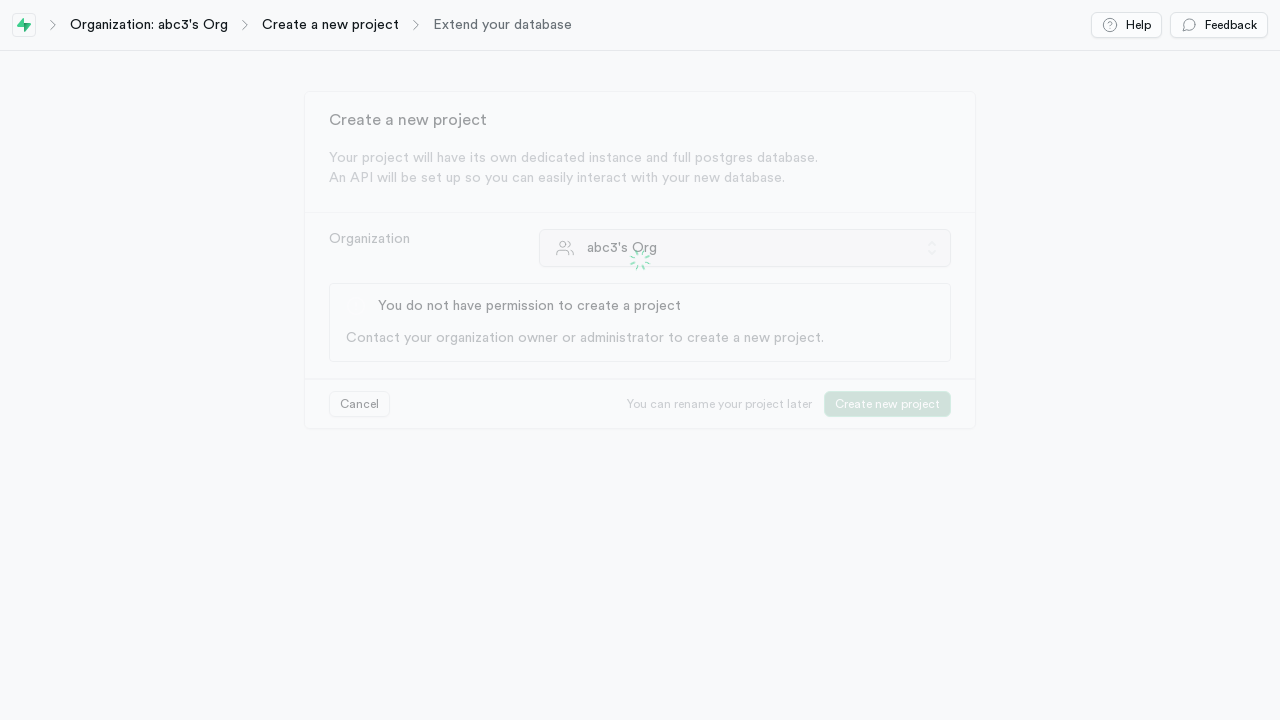 Organization: abc3's Org
Create a new project
Extend your database
Help
Feedback
Create a new project
Your project will have its own dedicated instance and full postgres database.
An API will be set up so you can easily interact with your new database.
Organization
abc3's Org
You do not have permission to create a project
Contact your organization owner or administrator to create a new project.
Cancel
You can rename your project later
Create new project